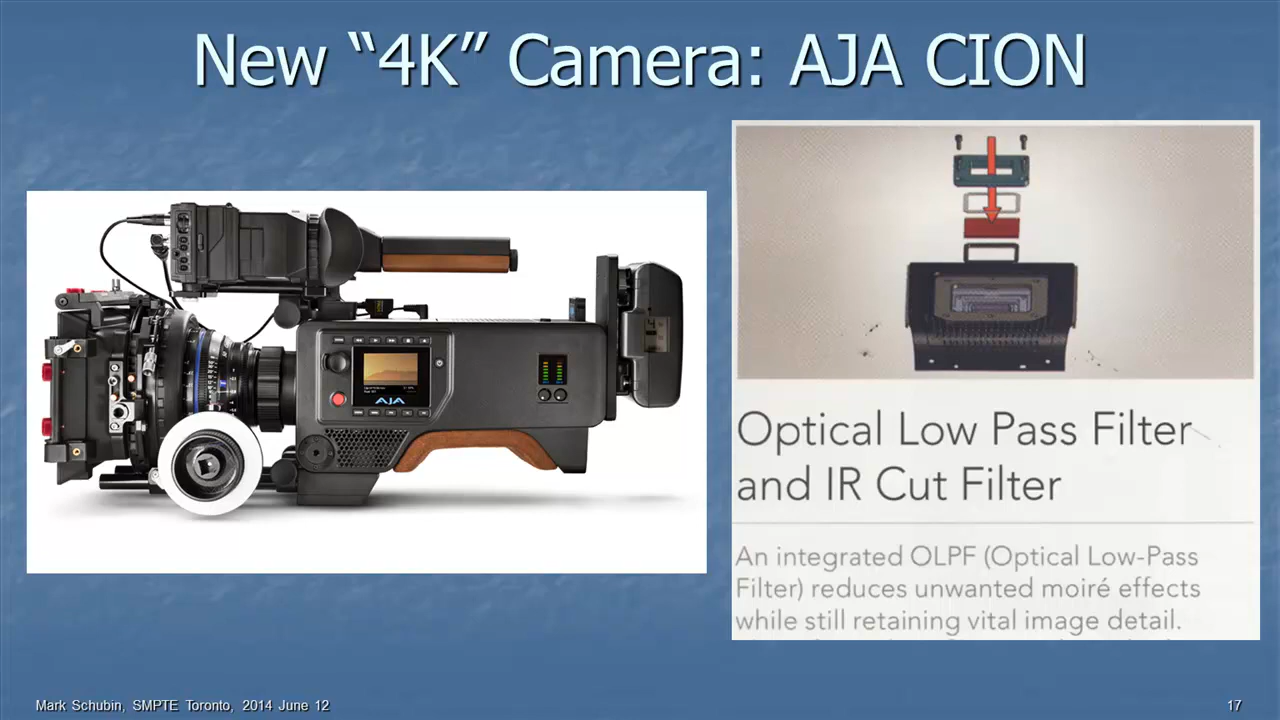 New “4K” Camera: AJA CION
AJA
Optical Low Pass Filter
and IR Cut Filter
An integrated OLPF (Optical Low-Pass
Filter) reduces unwanted moiré effects
while still retaining vital image detail.
Mark Schubin, SMPTE Toronto, 2014 June 12
17